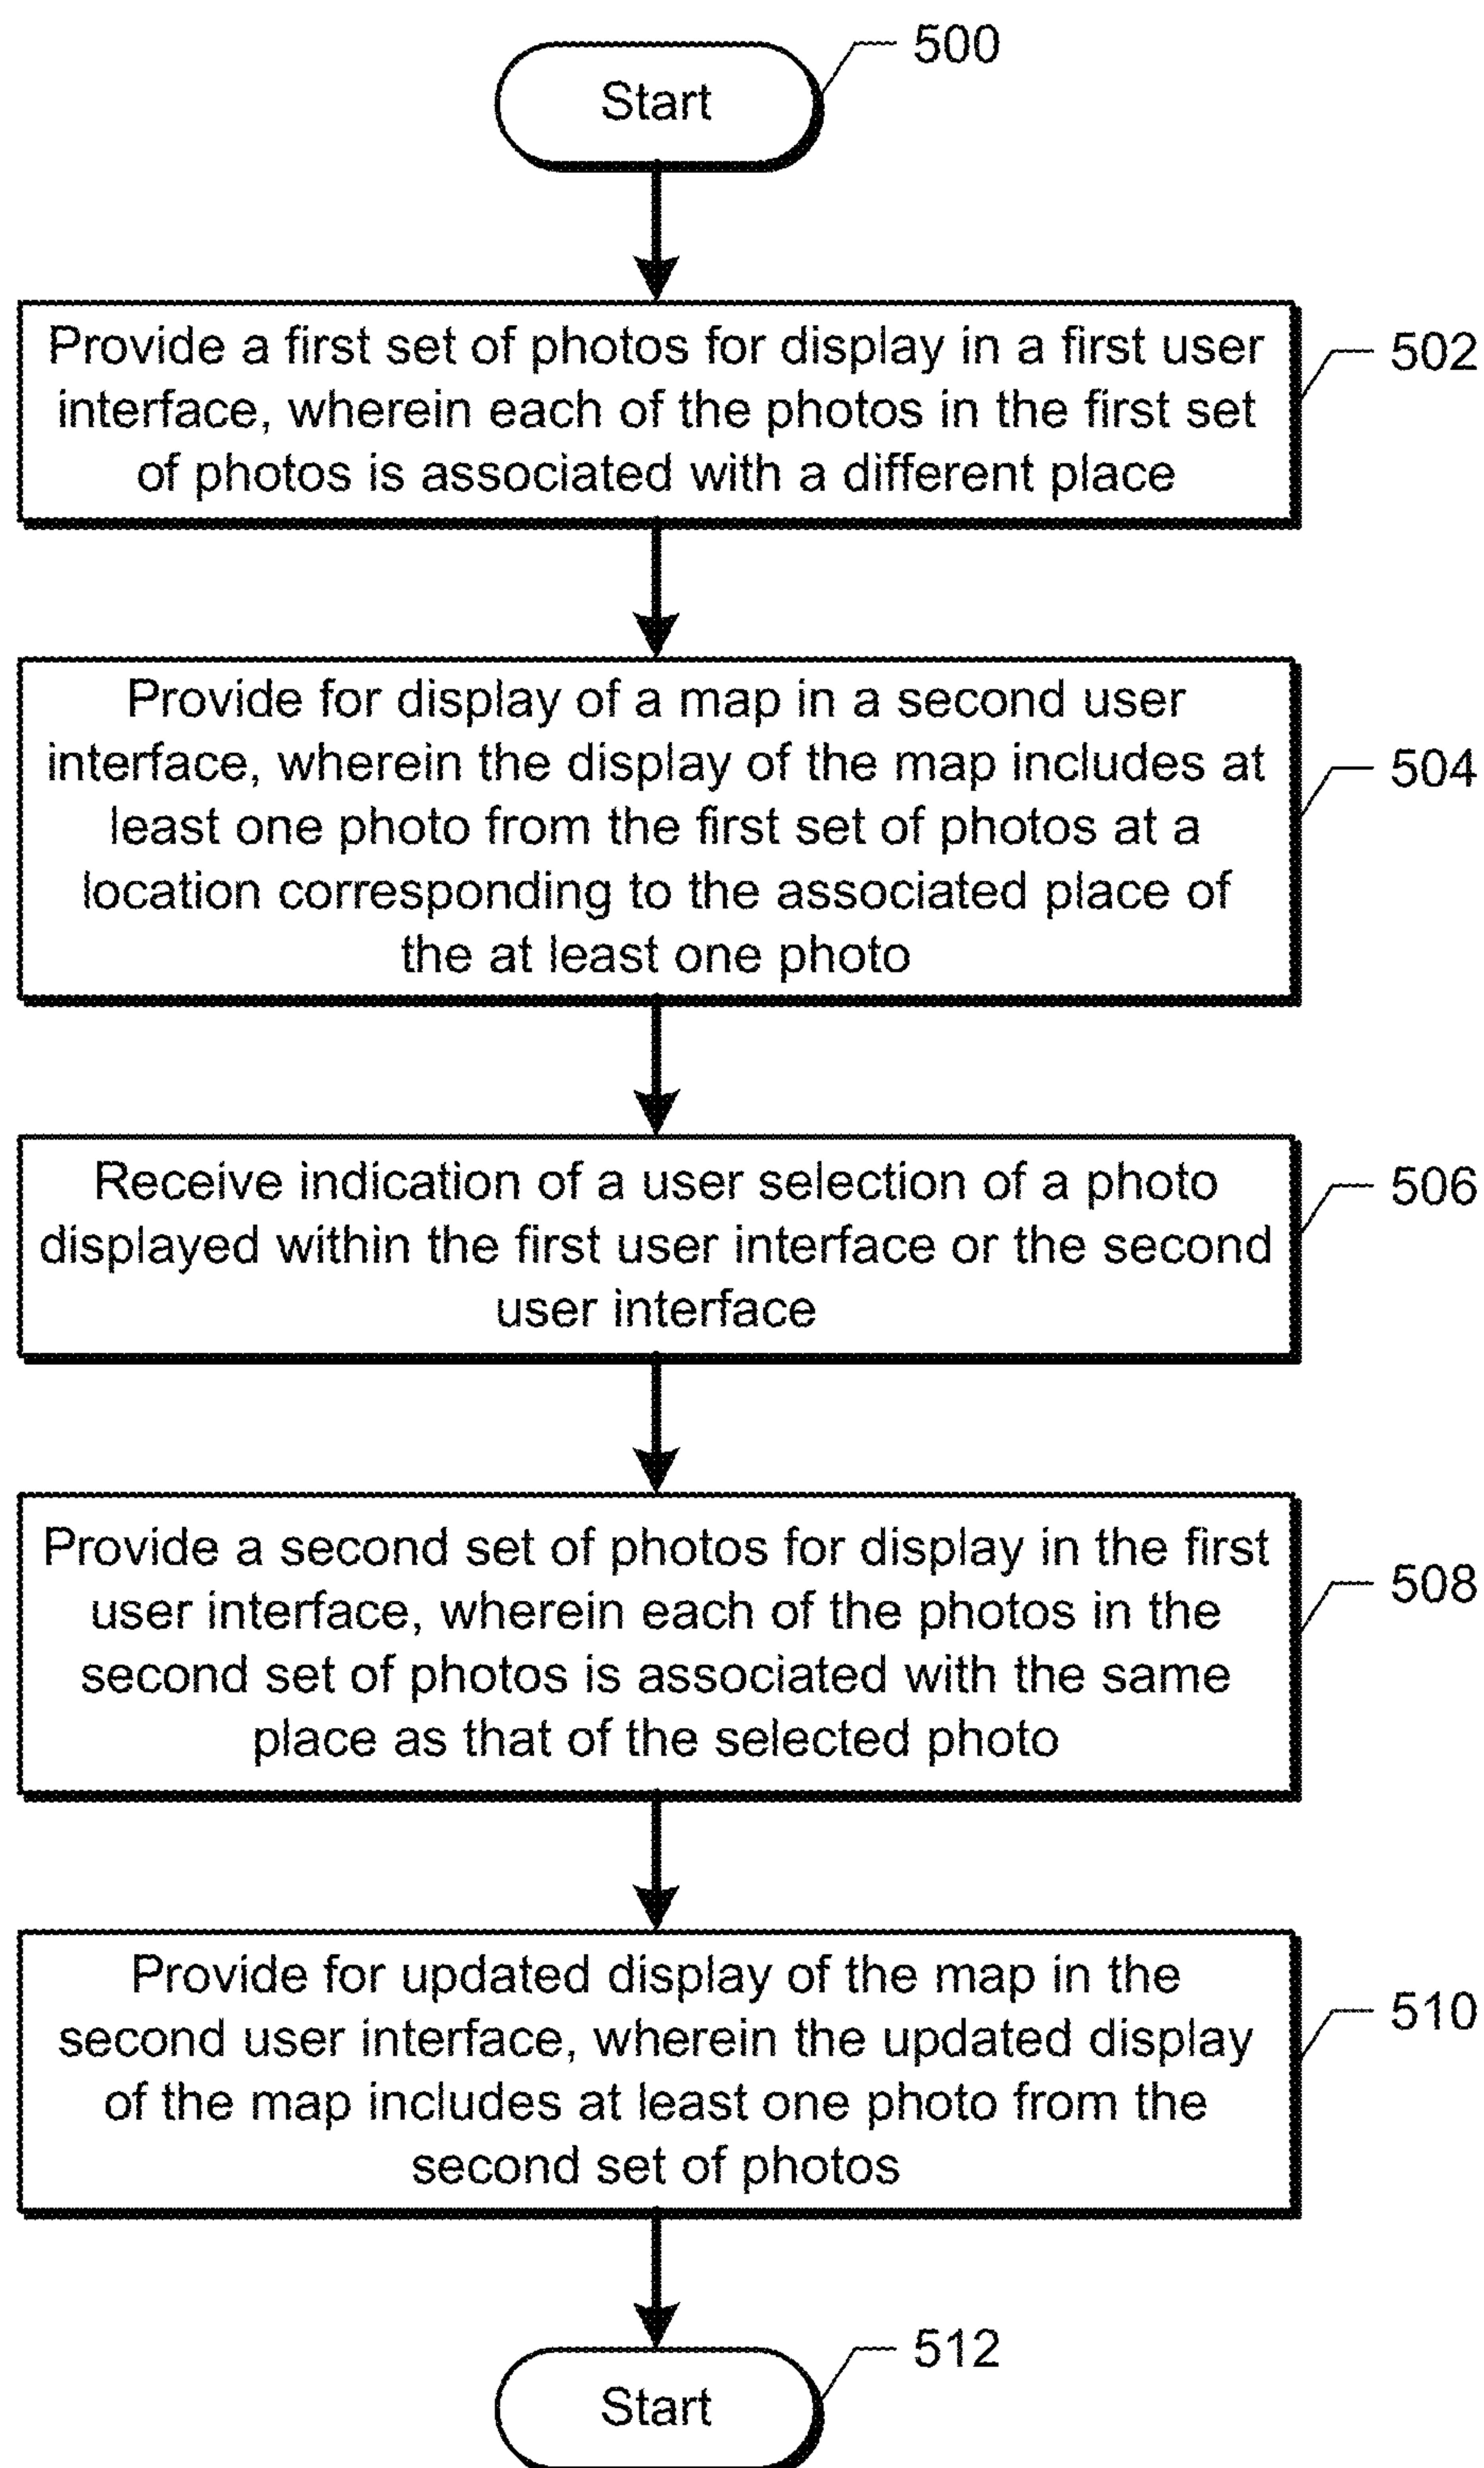 500
Start
Provide a first set of photos for display in a first user
interface, wherein each of the photos in the first set
of photos is associated with a different place
502
Provide for display of a map in a second user
interface, wherein the display of the map includes at
least one photo from the first set of photos at a
location corresponding to the associated place of
the at least one photo
504
Receive indication of a user selection of a photo
displayed within the first user interface or the second
user interface
506
Provide a second set of photos for display in the first
user interface, wherein each of the photos in the
second set of photos is associated with the same
place as that of the selected photo
508
Provide for updated display of the map in the
second user interface, wherein the updated display
of the map includes at least one photo from the
second set of photos
510
512
Start